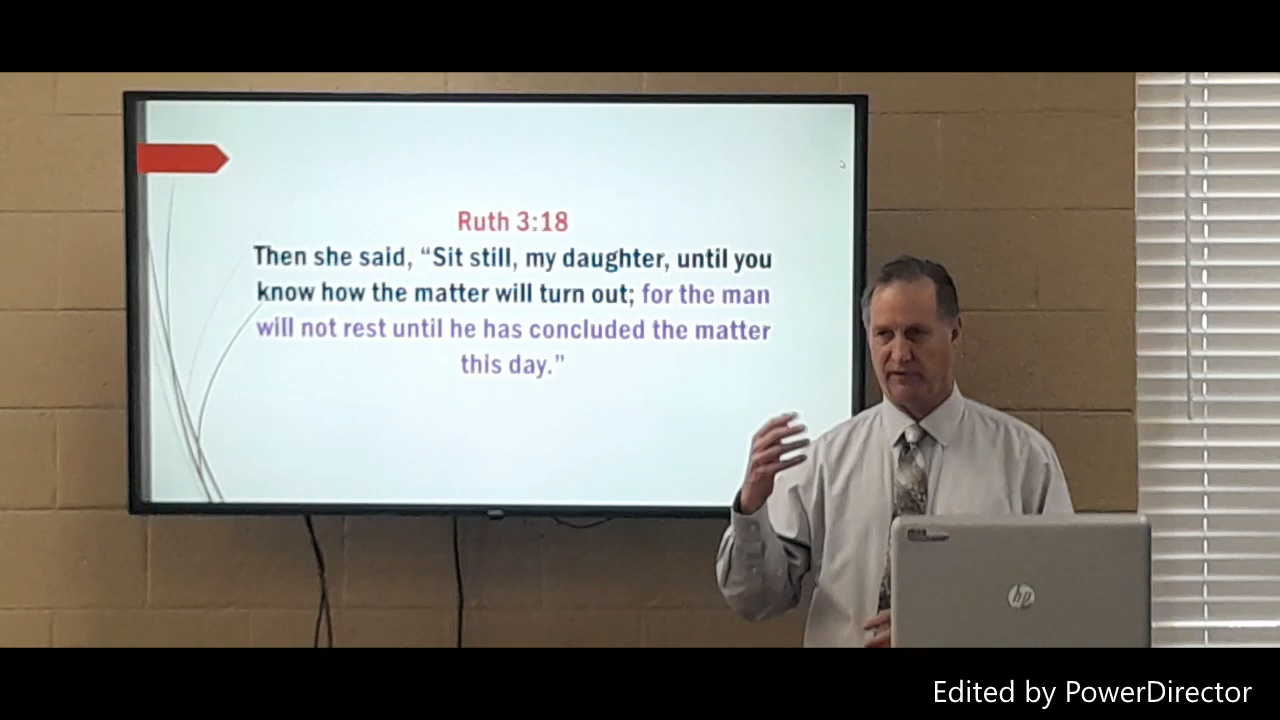 Ruth 3:18
Then she said, “Sit still, my daughter, until you
know how the matter will turn out; for the man
will not rest until he has concluded the matter
this day.”
hp
Edited by PowerDirector